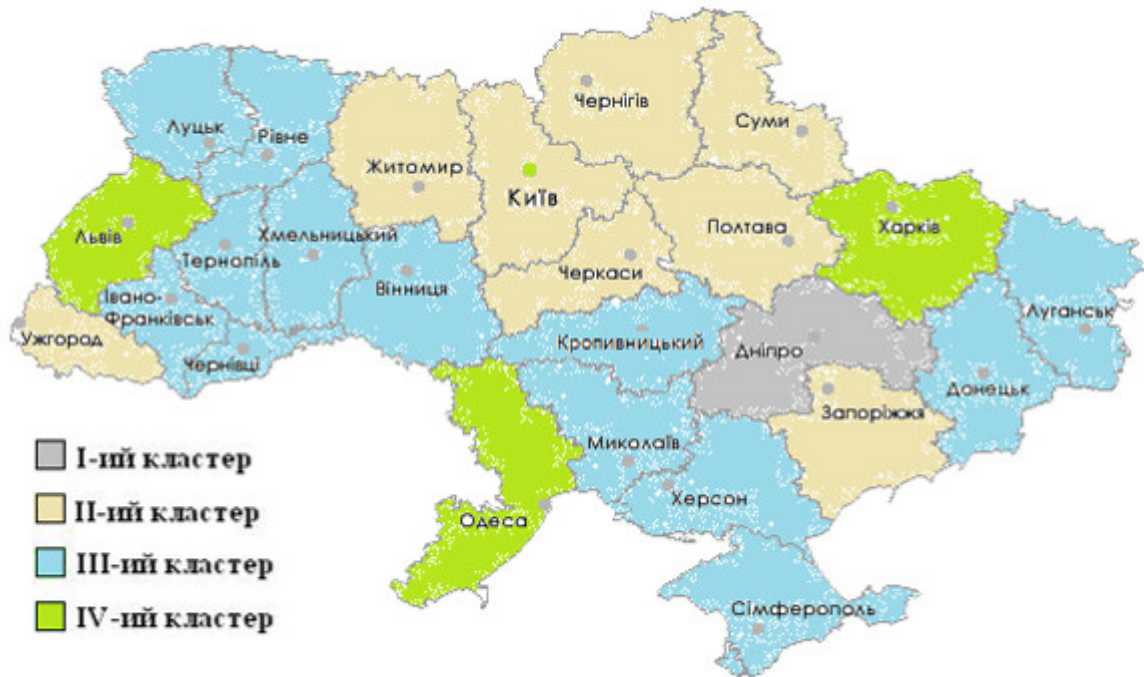 Чернігів
Суми
Луцьк
Рівне
Житомир
Київ
Львів
Тернопіль
Хмельницький
Вінниця
Черкаси
Полтава
Харків
Івано-
Франківськ
Ужгород
Чернівці
Кропивницький
Дніпро
Луганськ
Донецьк
Запоріжжя
Миколаїв
Херсон
Одеса
Сімферополь
I-ий кластер
II-ий кластер
III-ий кластер
IV-ий кластер